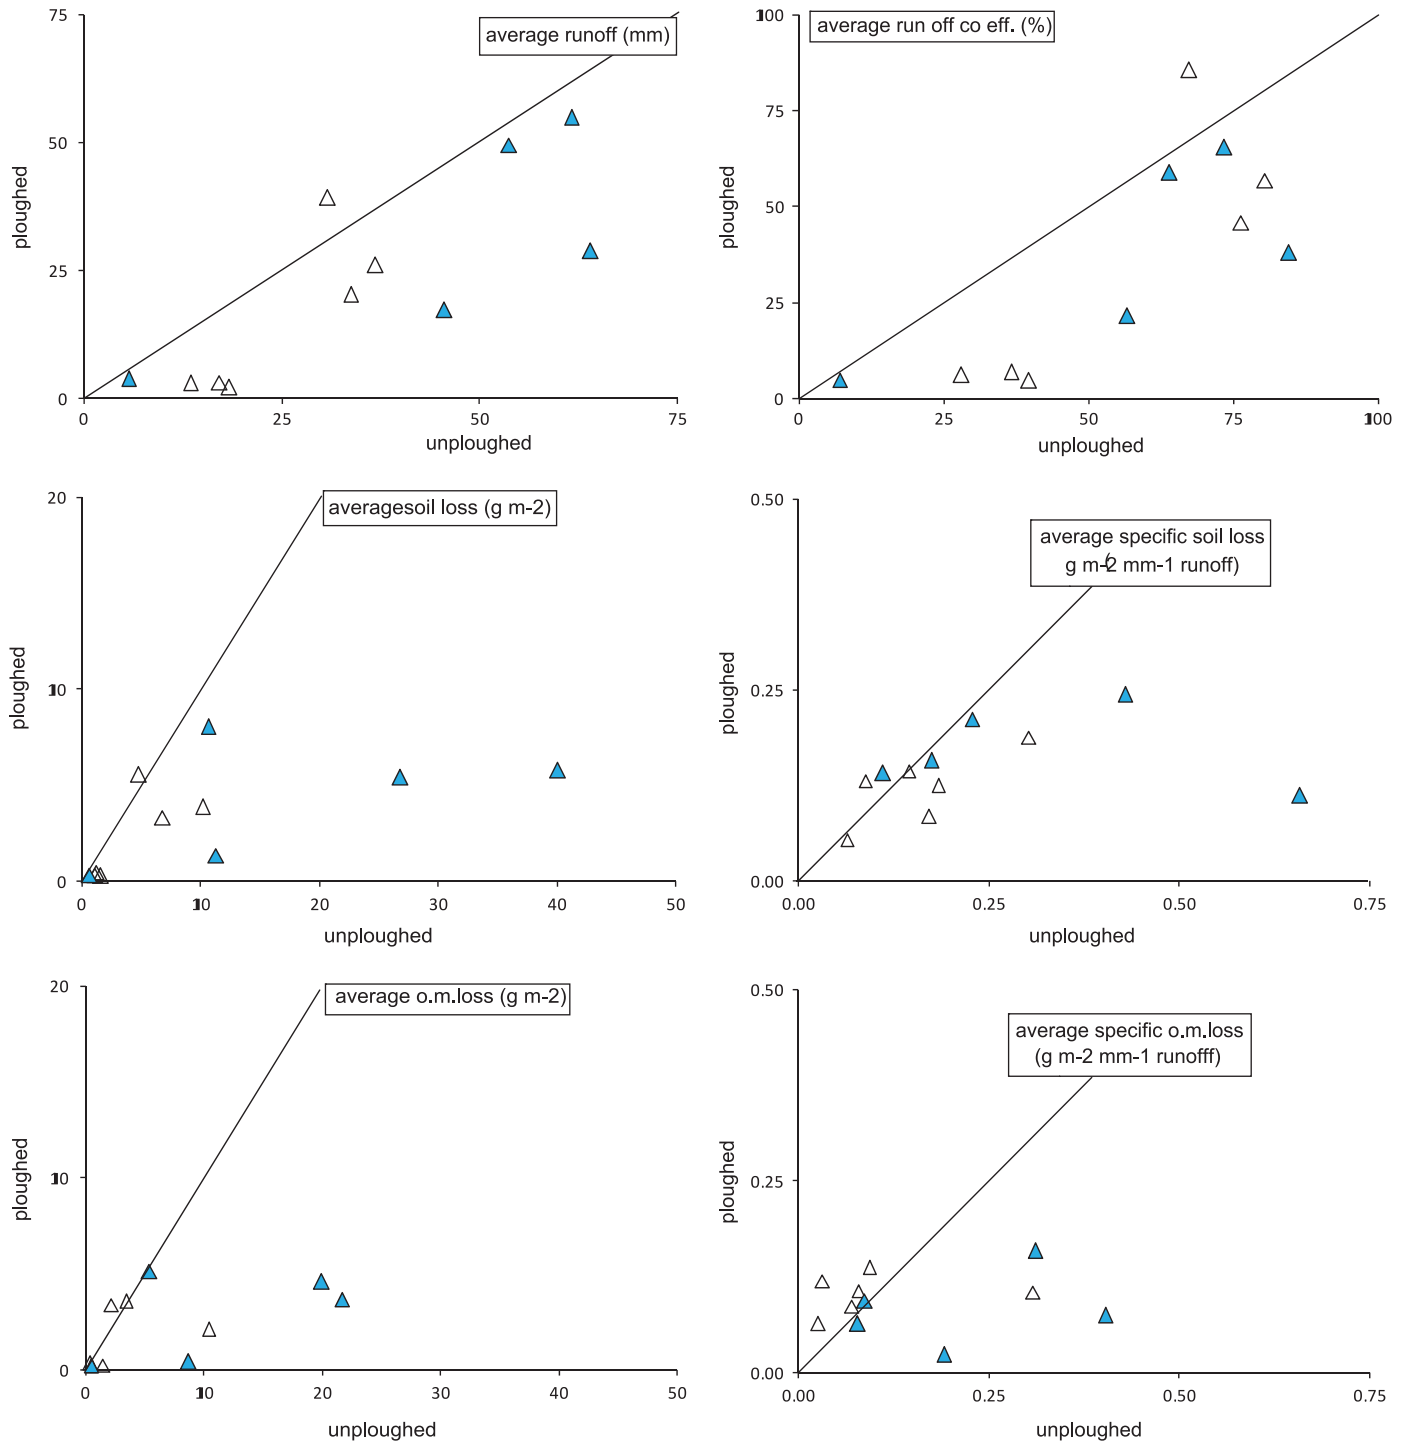 75
average runoff (mm)
50
ploughed
25
0
0 25 50 75
unploughed
100
average run off co eff. (%)
75
ploughed
50
25
0
0 25 50 75 100
unploughed
20
averagesoil loss (g m-2)
ploughed
10
0
0 10 20 30 40 50
unploughed
0.50
average specific soil loss
(g m-2 mm-1 runoff)
ploughed
0.25
0.00
0.00 0.25 0.50 0.75
unploughed
20
average o.m.loss (g m-2)
ploughed
10
0
0 10 20 30 40 50
unploughed
0.50
average specific o.m.loss
(g m-2 mm-1 runofff)
ploughed
0.25
0.00
0.00 0.25 0.50 0.75
unploughed